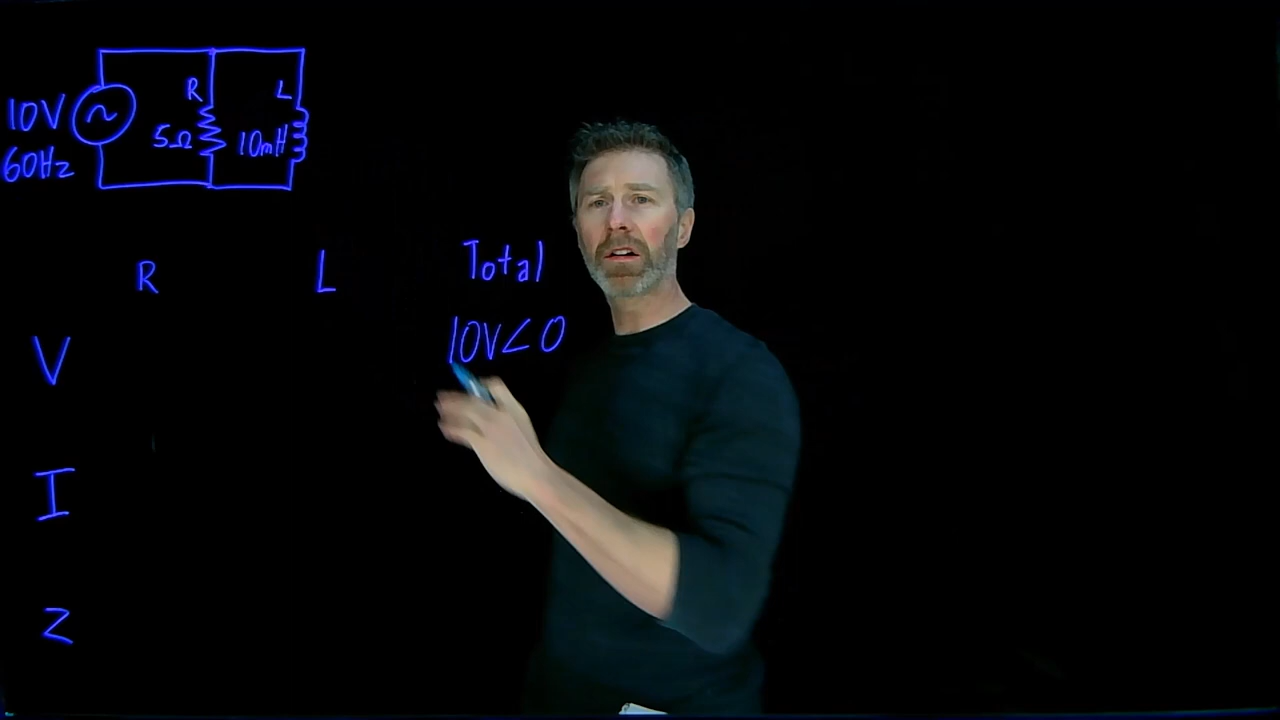 R L
10V 5Ω 10mH
60Hz
R L Total
V 10V<0
I
Z